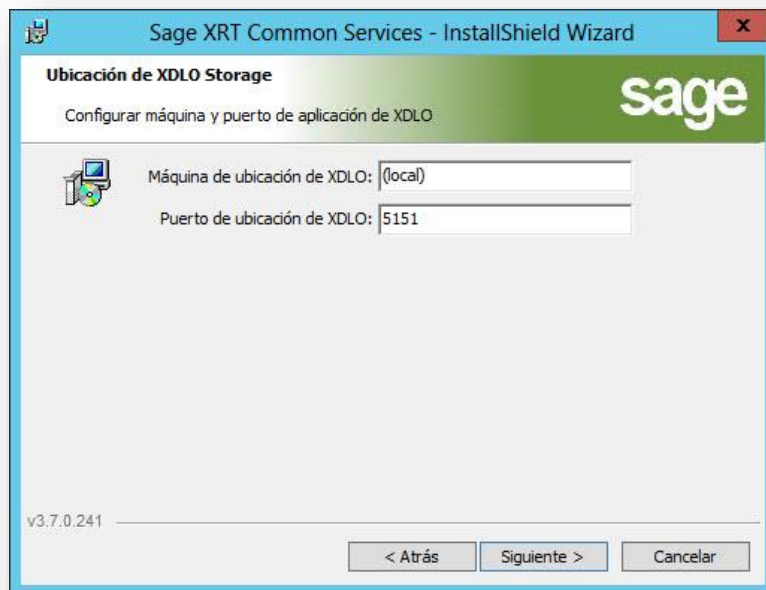 Sage XRT Common Services - InstallShield Wizard
x
Ubicación de XDLO Storage
sage
Configurar máquina y puerto de aplicación de XDLO
Máquina de ubicación de XDLO: (local)
Puerto de ubicación de XDLO: 5151
v3.7.0.241
< Atrás Siguiente > Cancelar